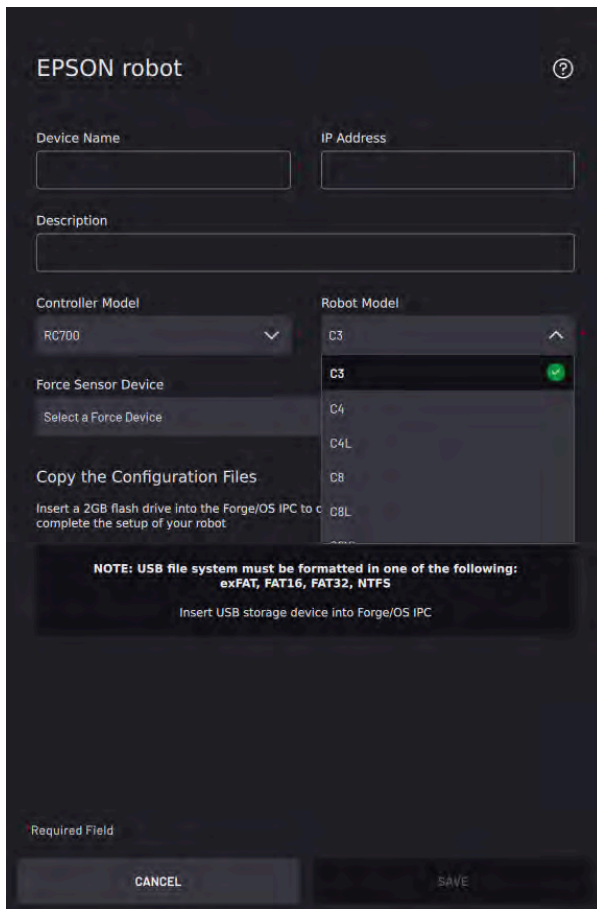 EPSON robot
Device Name
IP Address
Description
Controller Model
Robot Model
RC700
C3
C3
Force Sensor Device
C4
Select a Force Device
C4L
Copy the Configuration Files
C8
Insert a 2GB flash drive into the Forge/OS IPC to
C8L
complete the setup of your robot
NOTE: USB file system must be
formatted in one of the following:
exFAT, FAT16, FAT32, NTFS
Insert USB storage device into Forge/OS IPC
Required Field
CANCEL
SAVE